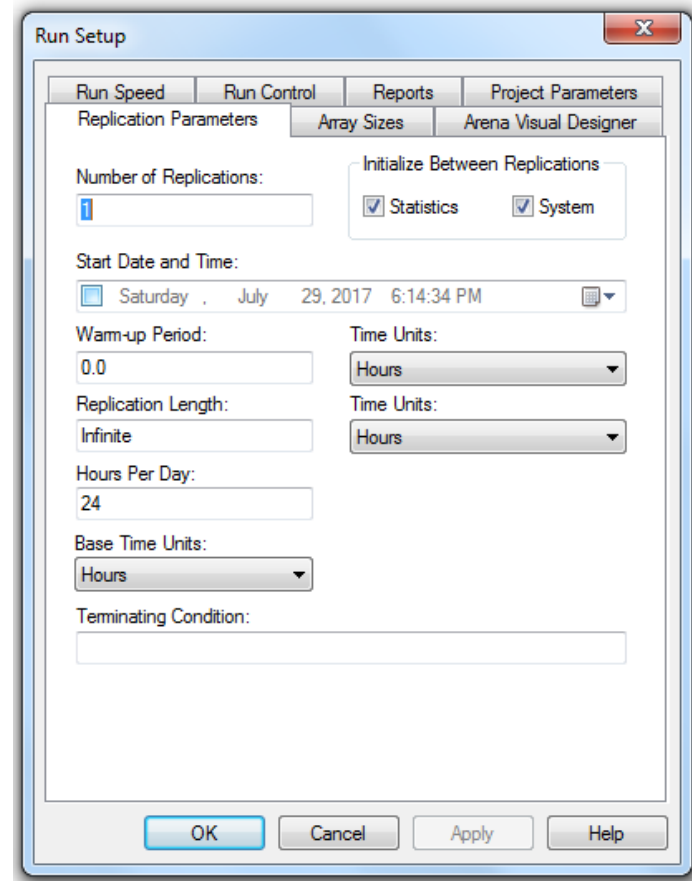 Run Setup
Run Speed Run Control Reports Project Parameters
Replication Parameters Array Sizes Arena Visual Designer
Number of Replications:
1
Initialize Between Replications
Statistics System
Start Date and Time:
Saturday , July 29, 2017 6:14:34 PM
Warm-up Period: Time Units:
0.0 Hours
Replication Length: Time Units:
Infinite Hours
Hours Per Day:
24
Base Time Units:
Hours
Terminating Condition:
OK Cancel Apply Help